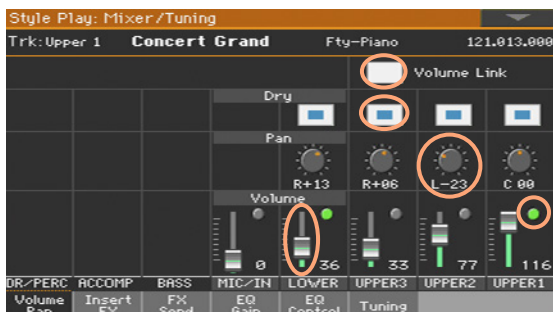 Style Play: Mixer/Tuning
Trk: Upper 1 Concert Grand Fty-Piano 121.013.000
Volume Link
Dry
Pan
R+13 R+06 L-23 C 00
Volume
0 36 33 77 116
DR/PERC ACCOMP BASS MIC/IN LOWER UPPER3 UPPER2 UPPER1
Volume Insert FX EQ EQ Tuning
Pan FX Send Gain Control